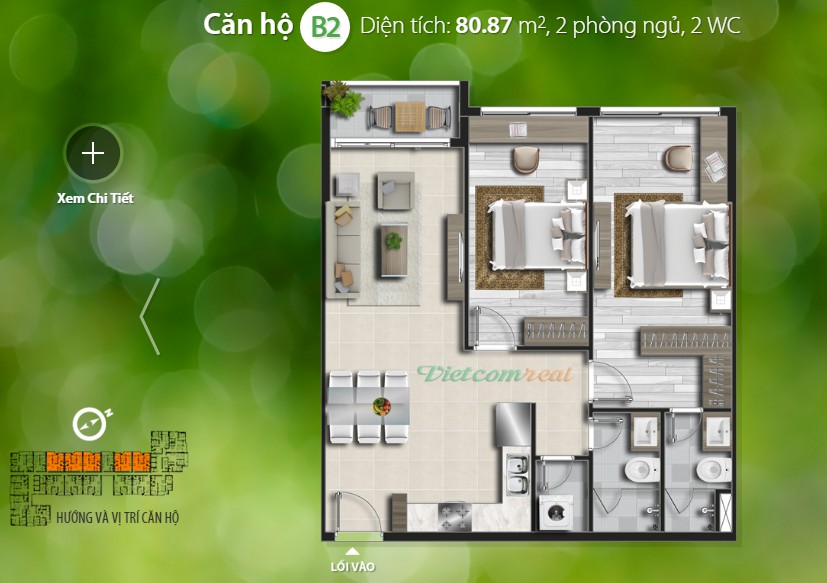 Căn hộ B2 Diện tích: 80.87 m², 2 phòng ngủ, 2 WC
Xem Chi Tiết
Vietcomreal
N
HƯỚNG VÀ VỊ TRÍ CĂN HỘ
LỐI VÀO